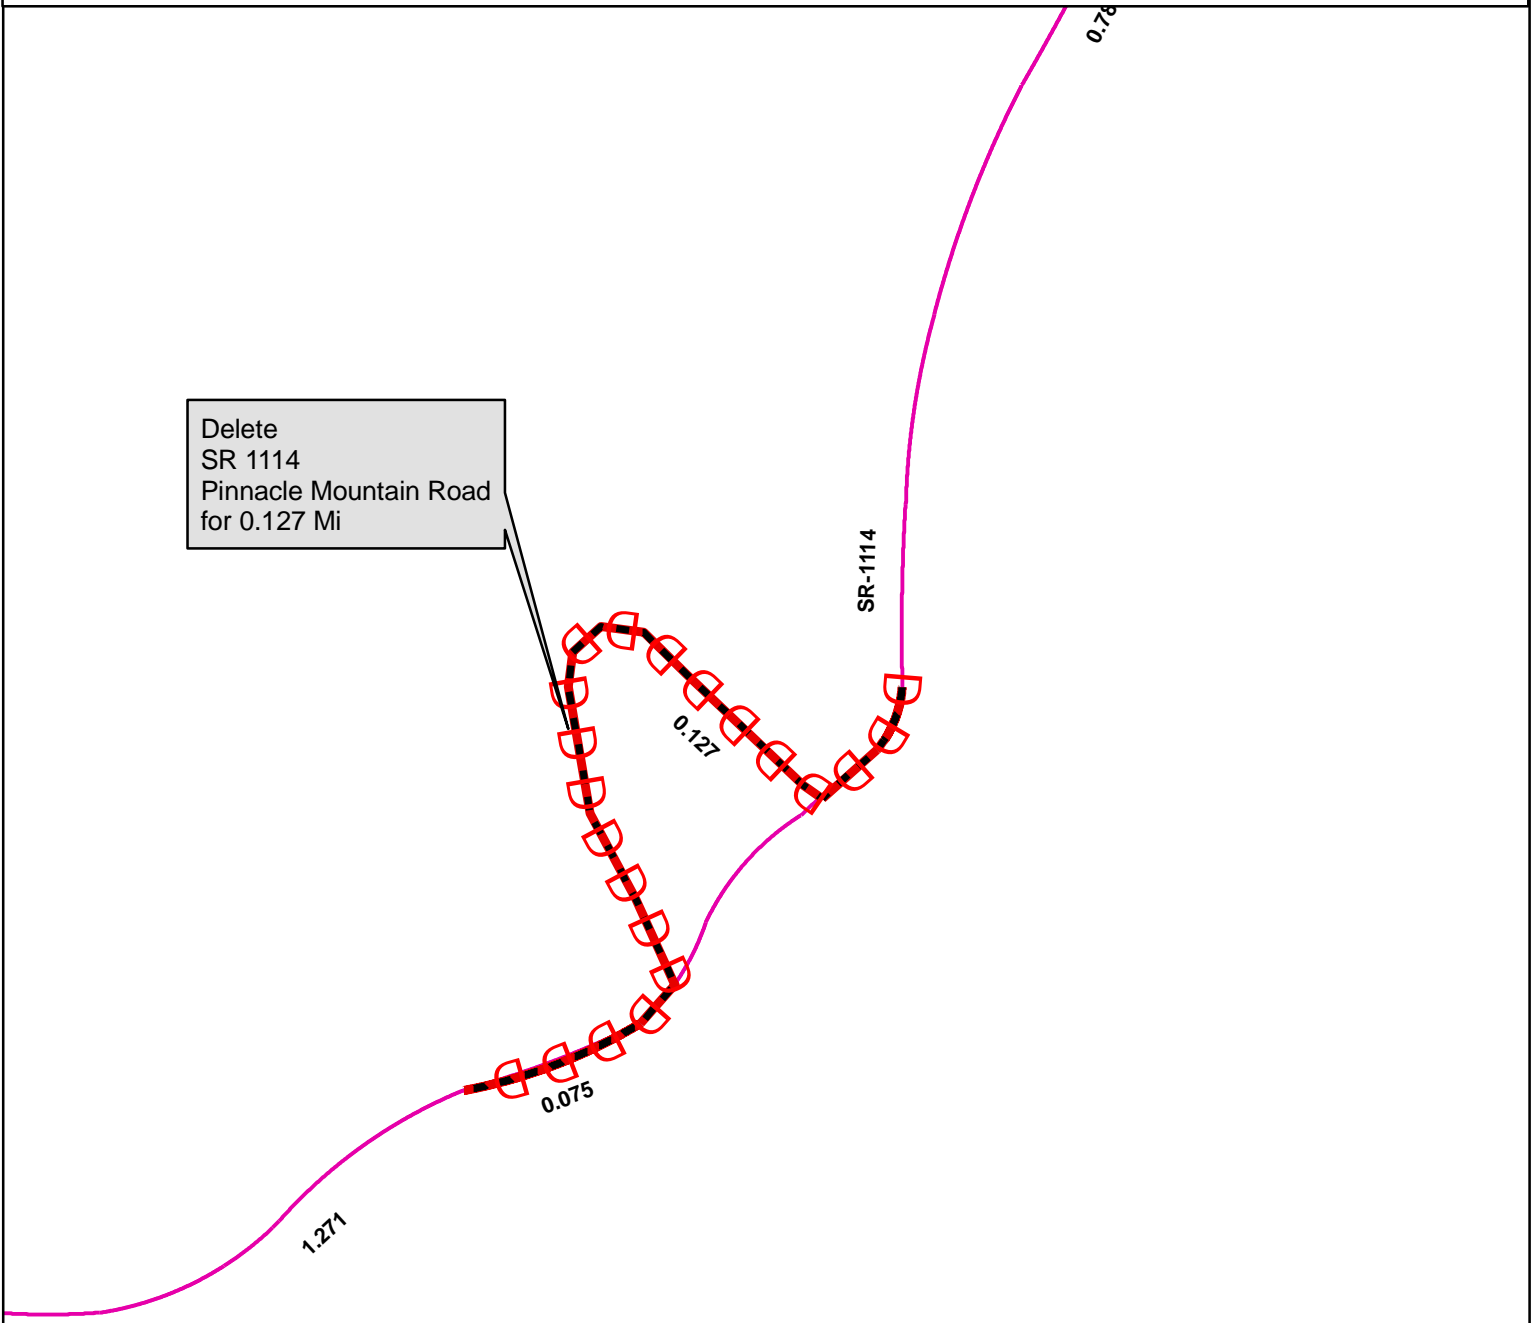 Delete
SR 1114
Pinnacle Mountain Road
for 0.127 Mi
SR-1114
0.127
0.075
1.271